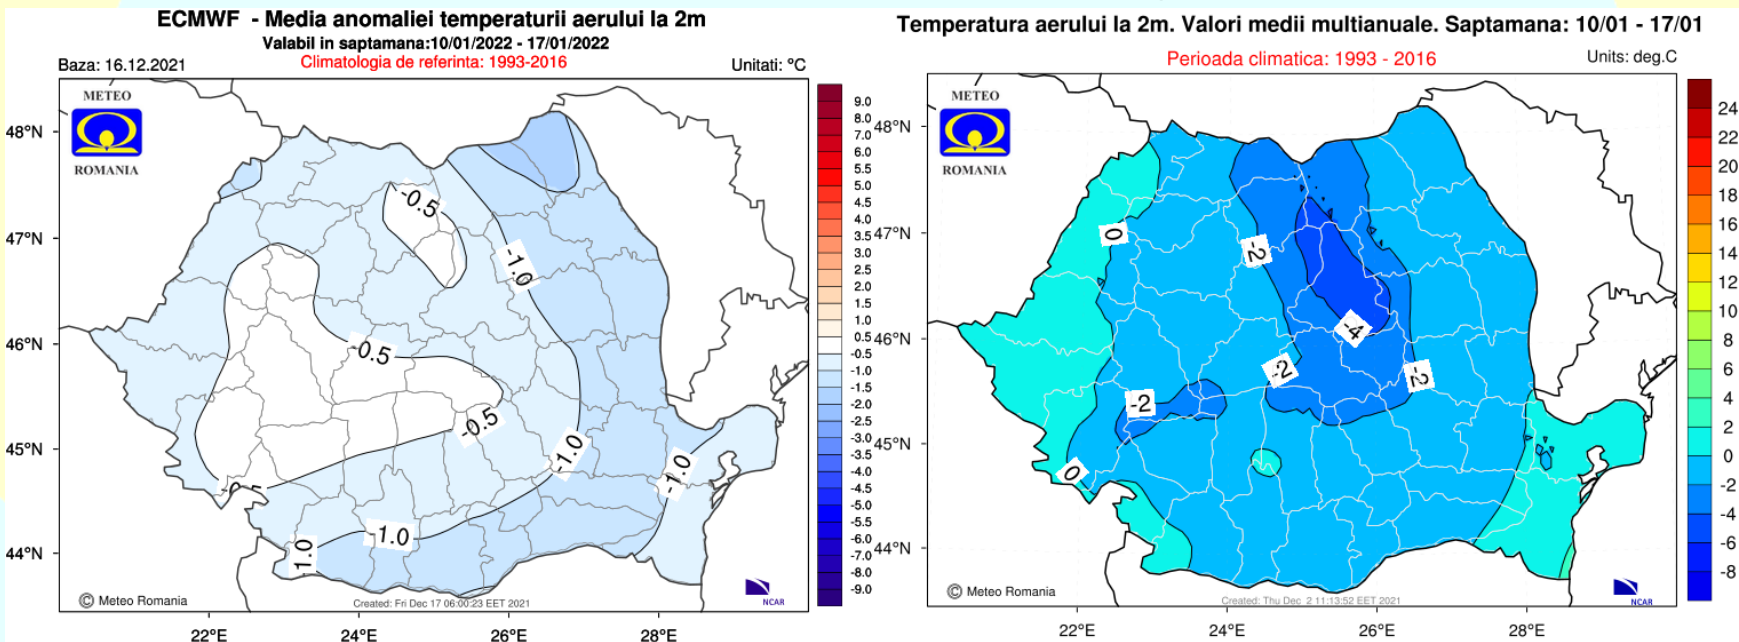 ECMWF - Media anomaliei temperaturii aerului la 2m
Valabil in saptamana:10/01/2022 - 17/01/2022
Baza: 16.12.2021
Climatologia de referinta: 1993-2016
Unitati: °C
METEO
ROMANIA
48°N
47°N
46°N
45°N
44°N
-0.5
-1.0
-0.5
-0.5
-1.0
-1.0
-1.0
1.0
9.0
8.0
7.0
6.0
5.5
5.0
4.5
4.0
3.5
3.0
2.5
2.0
1.5
1.0
0.5
-0.5
-1.0
-1.5
-2.0
-2.5
-3.0
-3.5
-4.0
-4.5
-5.0
-5.5
-6.0
-7.0
-8.0
-9.0
© Meteo Romania
Created: Fri Dec 17 06:00:23 EET 2021
NCAR
22°E
24°E
26°E
28°E
Temperatura aerului la 2m. Valori medii multianuale. Saptamana: 10/01 - 17/01
Perioada climatica: 1993 - 2016
Units: deg.C
METEO
ROMANIA
48°N
47°N
46°N
45°N
44°N
0
-2
-4
-2
-2
-2
0
24
22
20
18
16
14
12
10
8
6
4
2
0
-2
-4
-6
-8
© Meteo Romania
Created: Thu Dec 2 11:13:52 EET 2021
NCAR
22°E
24°E
26°E
28°E